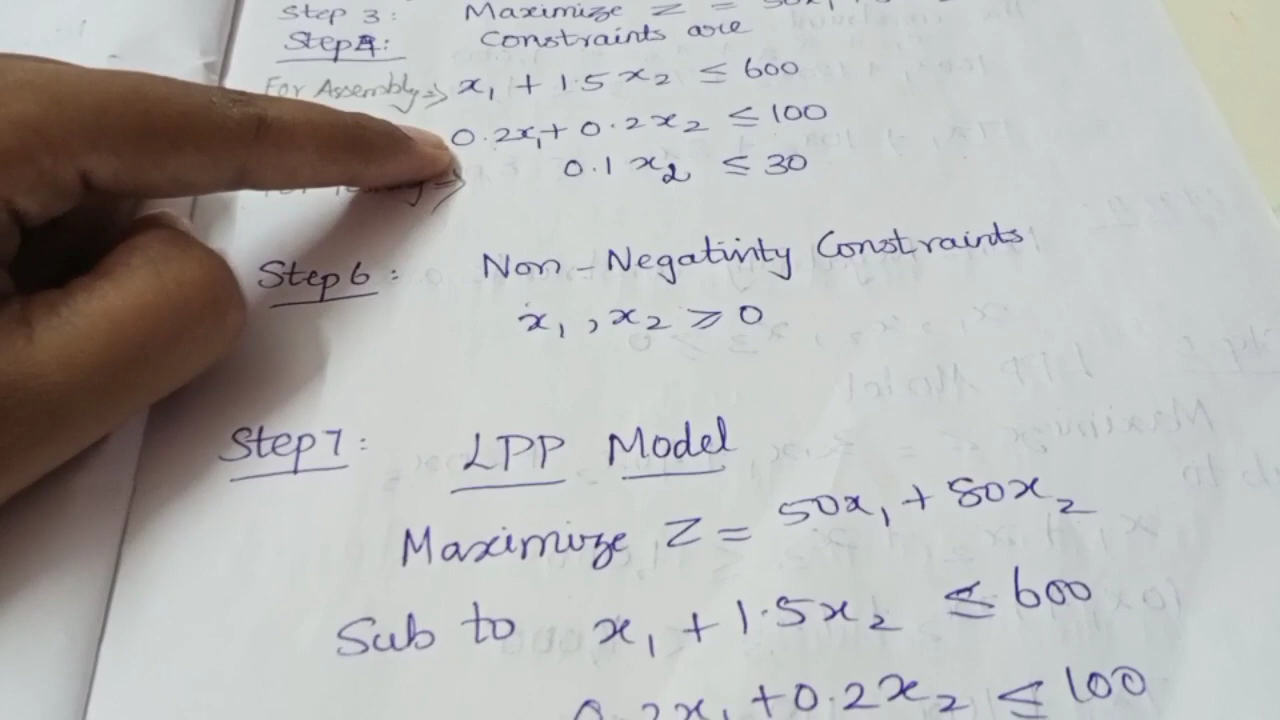 Step 3: Maximize Z =
Step 4: Constraints are
For Assembly => x₁ + 1.5x₂ ≤ 600
0.2x₁ + 0.2x₂ ≤ 100
0.1x₂ ≤ 30
Step 6: Non-Negativity Constraints
x₁, x₂ ≥ 0
Step 7: LPP Model
Maximize Z = 50x₁ + 80x₂
Sub to x₁ + 1.5x₂ ≤ 600
0.2x₁ + 0.2x₂ ≤ 100